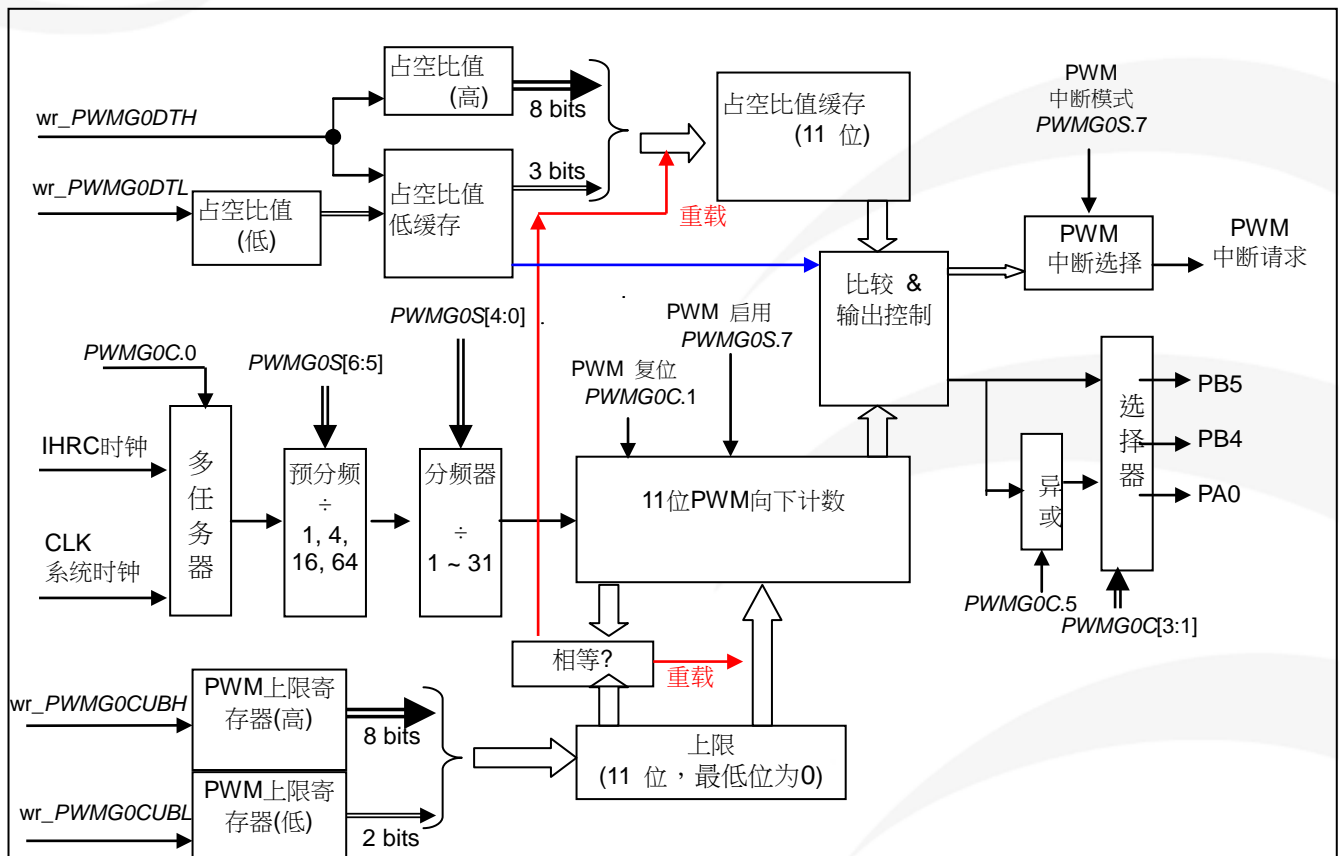 占空比值
(高)
8 bits
占空比值缓存
(11 位)
PWM
中断模式
PWMG0S.7
wr_PWMG0DTH
wr_PWMG0DTL
占空比值
(低)
占空比值
低缓存
3 bits
重载
比较 &
输出控制
PWM
中断选择
PWM
中断请求
PWMG0S[4:0]
PWM 启用
PWMG0S.7
PWM 复位
PWMG0C.1
PWMG0C.0
PWMG0S[6:5]
IHRC时钟
CLK
系统时钟
多
任
务
器
预分频
÷
1, 4,
16, 64
分频器
÷
1 ~ 31
11位PWM向下计数
选
择
器
PB5
PB4
PA0
异
或
PWMG0C.5
PWMG0C[3:1]
相等?
重载
wr_PWMG0CUBH
PWM上限寄
存器(高)
8 bits
上限
(11 位，最低位为0)
wr_PWMG0CUBL
PWM上限寄
存器(低)
2 bits